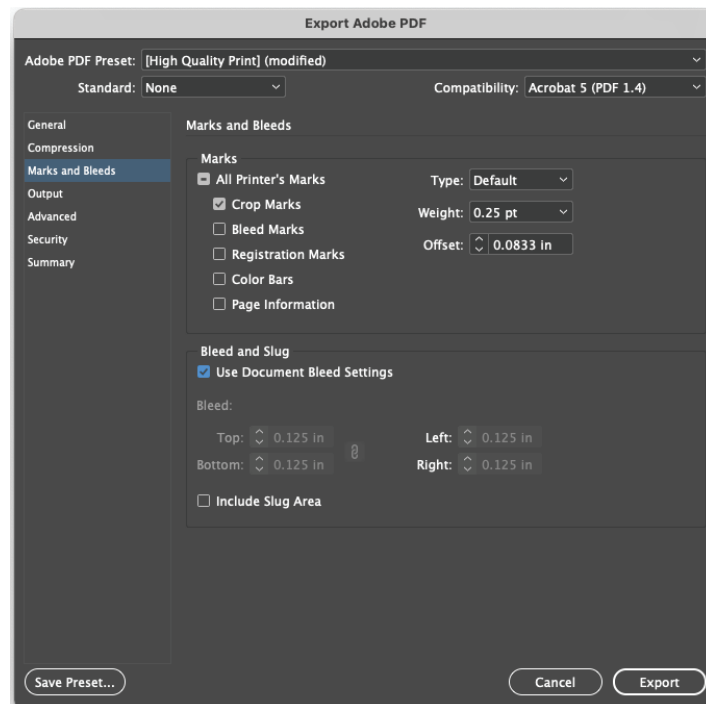 Export Adobe PDF
Adobe PDF Preset: [High Quality Print] (modified)
Standard: None Compatibility: Acrobat 5 (PDF 1.4)
General
Compression
Marks and Bleeds
Output
Advanced
Security
Summary
Marks and Bleeds
Marks
All Printer's Marks
Crop Marks
Bleed Marks
Registration Marks
Color Bars
Page Information
Type: Default
Weight: 0.25 pt
Offset: 0.0833 in
Bleed and Slug
Use Document Bleed Settings
Bleed:
Top: 0.125 in Left: 0.125 in
Bottom: 0.125 in Right: 0.125 in
Include Slug Area
Save Preset... Cancel Export